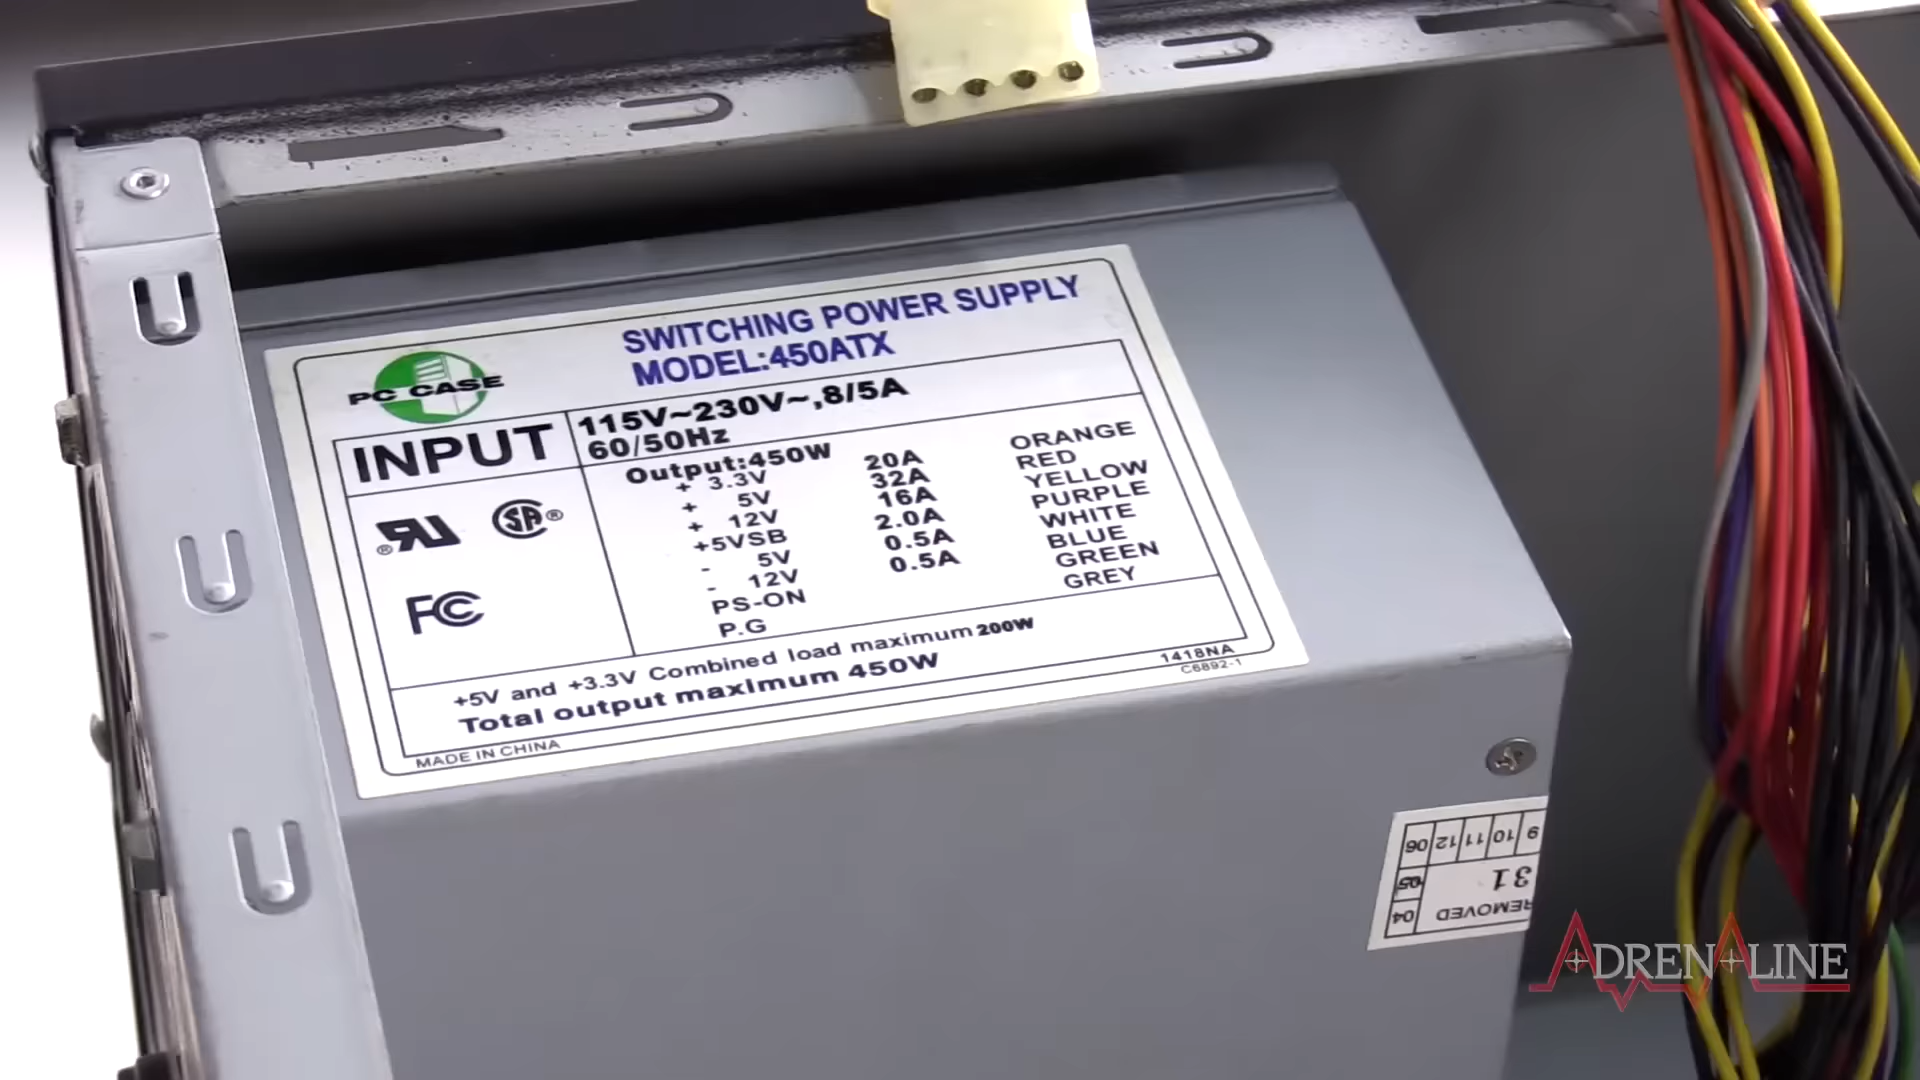 SWITCHING POWER SUPPLY
MODEL:450ATX
PC CASE
INPUT
115V~230V~,8/5A
60/50Hz
Output:450W
+ 3.3V 20A ORANGE
+ 5V 32A RED
+ 12V 16A YELLOW
+5VSB 2.0A PURPLE
- 5V 0.5A WHITE
- 12V 0.5A BLUE
PS-ON GREEN
P.G GREY
RU ®
SA ®
FC
+5V and +3.3V Combined load maximum 200W
Total output maximum 450W
1418NA
C6892-1
MADE IN CHINA
9 10 11 12 06
31 05
REMOVED 04
ADRENALINE